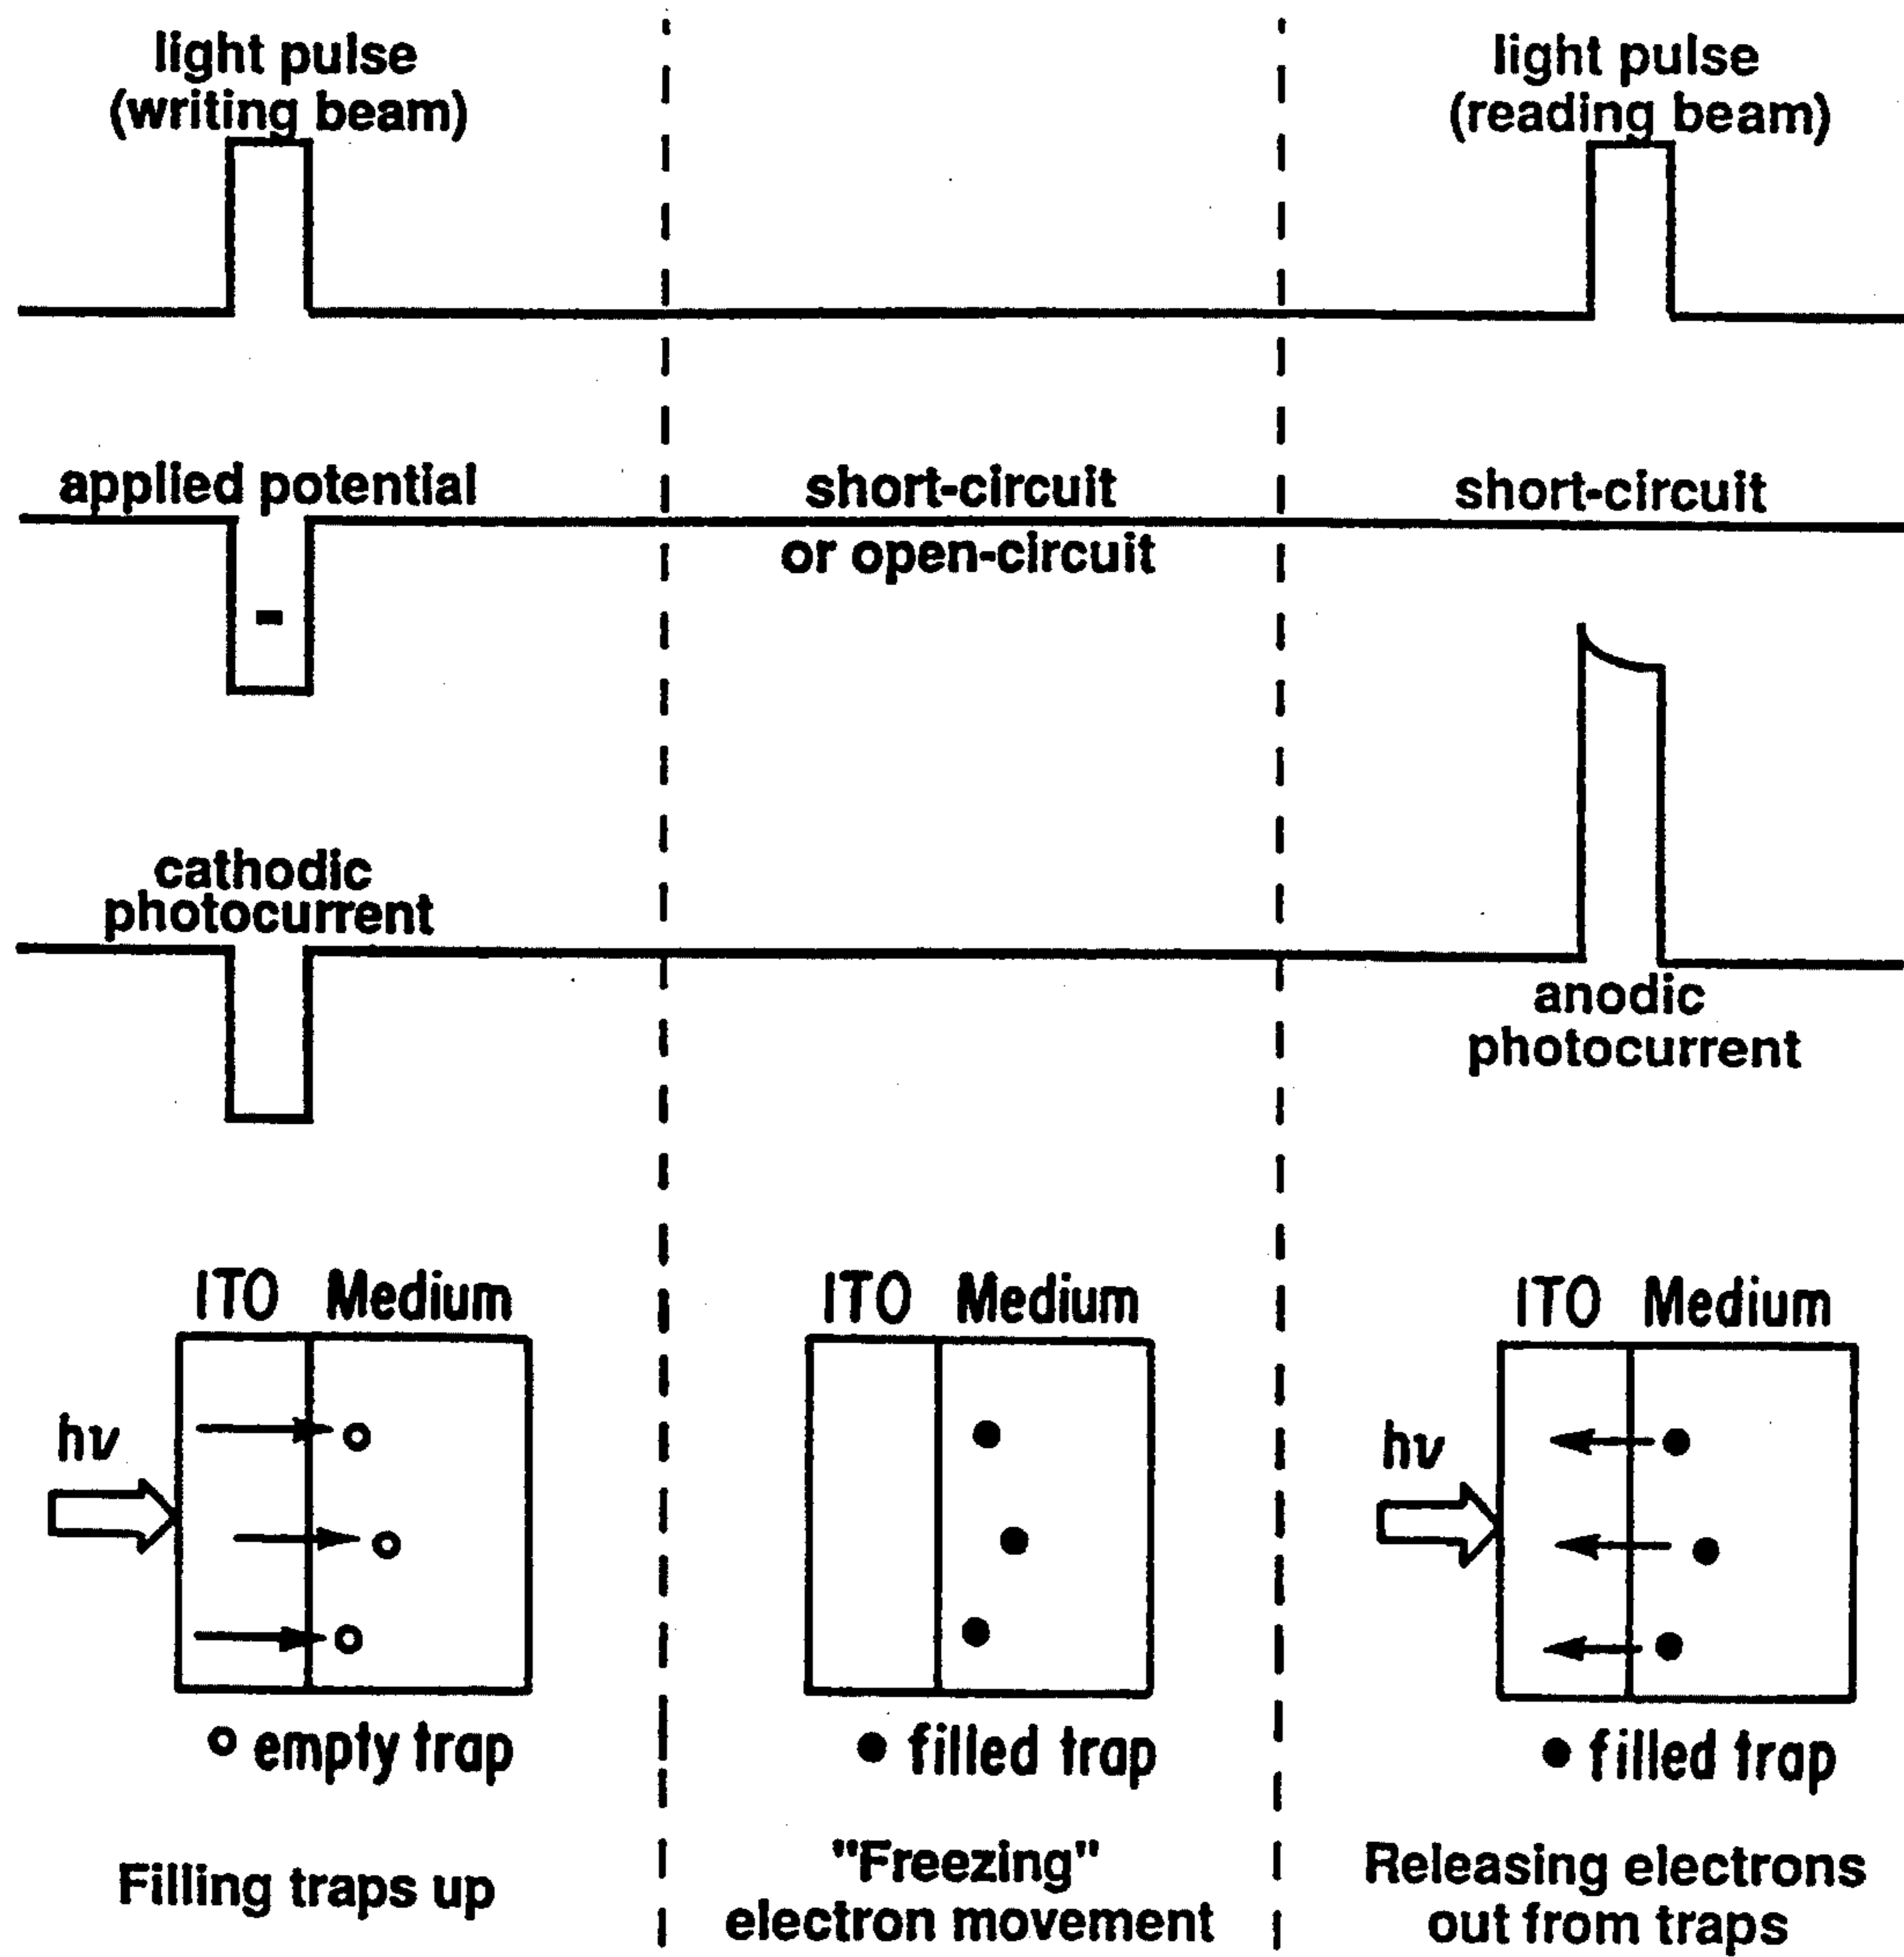 light pulse
(writing beam)
light pulse
(reading beam)
applied potential
short-circuit
or open-circuit
short-circuit
-
cathodic
photocurrent
anodic
photocurrent
ITO Medium
hν
o empty trap
Filling traps up
ITO Medium
● filled trap
"Freezing"
electron movement
ITO Medium
hν
● filled trap
Releasing electrons
out from traps